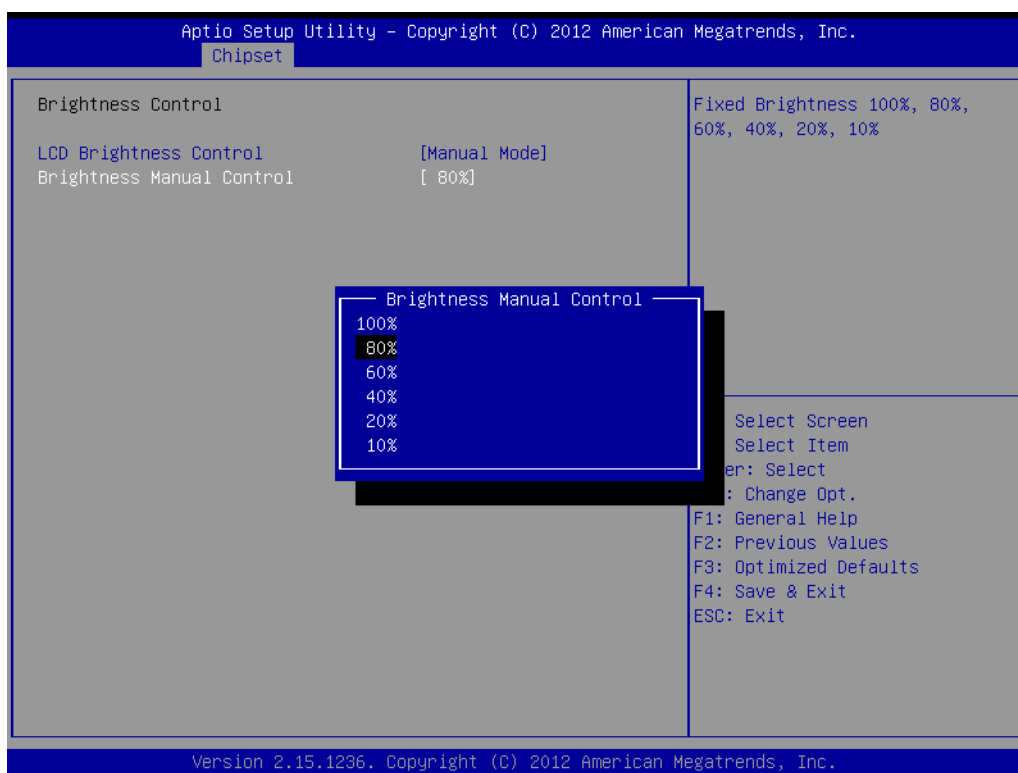 Aptio Setup Utility – Copyright (C) 2012 American Megatrends, Inc.
Chipset
Brightness Control
LCD Brightness Control [Manual Mode]
Brightness Manual Control [ 80%]
Fixed Brightness 100%, 80%,
60%, 40%, 20%, 10%
Brightness Manual Control
100%
80%
60%
40%
20%
10%
Select Screen
Select Item
er: Select
: Change Opt.
F1: General Help
F2: Previous Values
F3: Optimized Defaults
F4: Save & Exit
ESC: Exit
Version 2.15.1236. Copyright (C) 2012 American Megatrends, Inc.